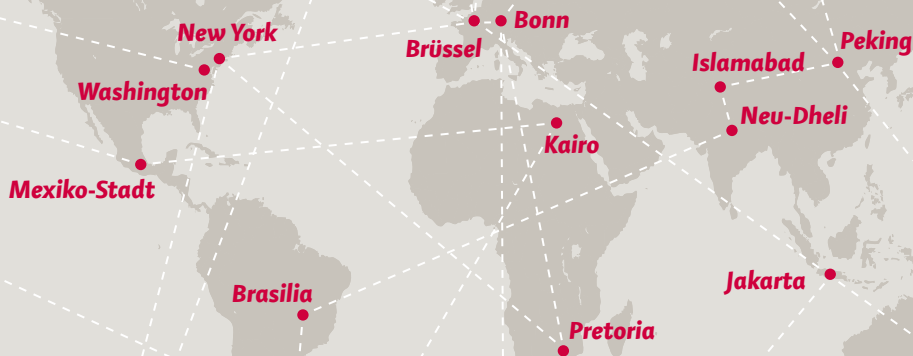 Bonn
New York
Brüssel
Peking
Islamabad
Washington
Neu-Dheli
Kairo
Mexiko-Stadt
Jakarta
Brasilia
Pretoria